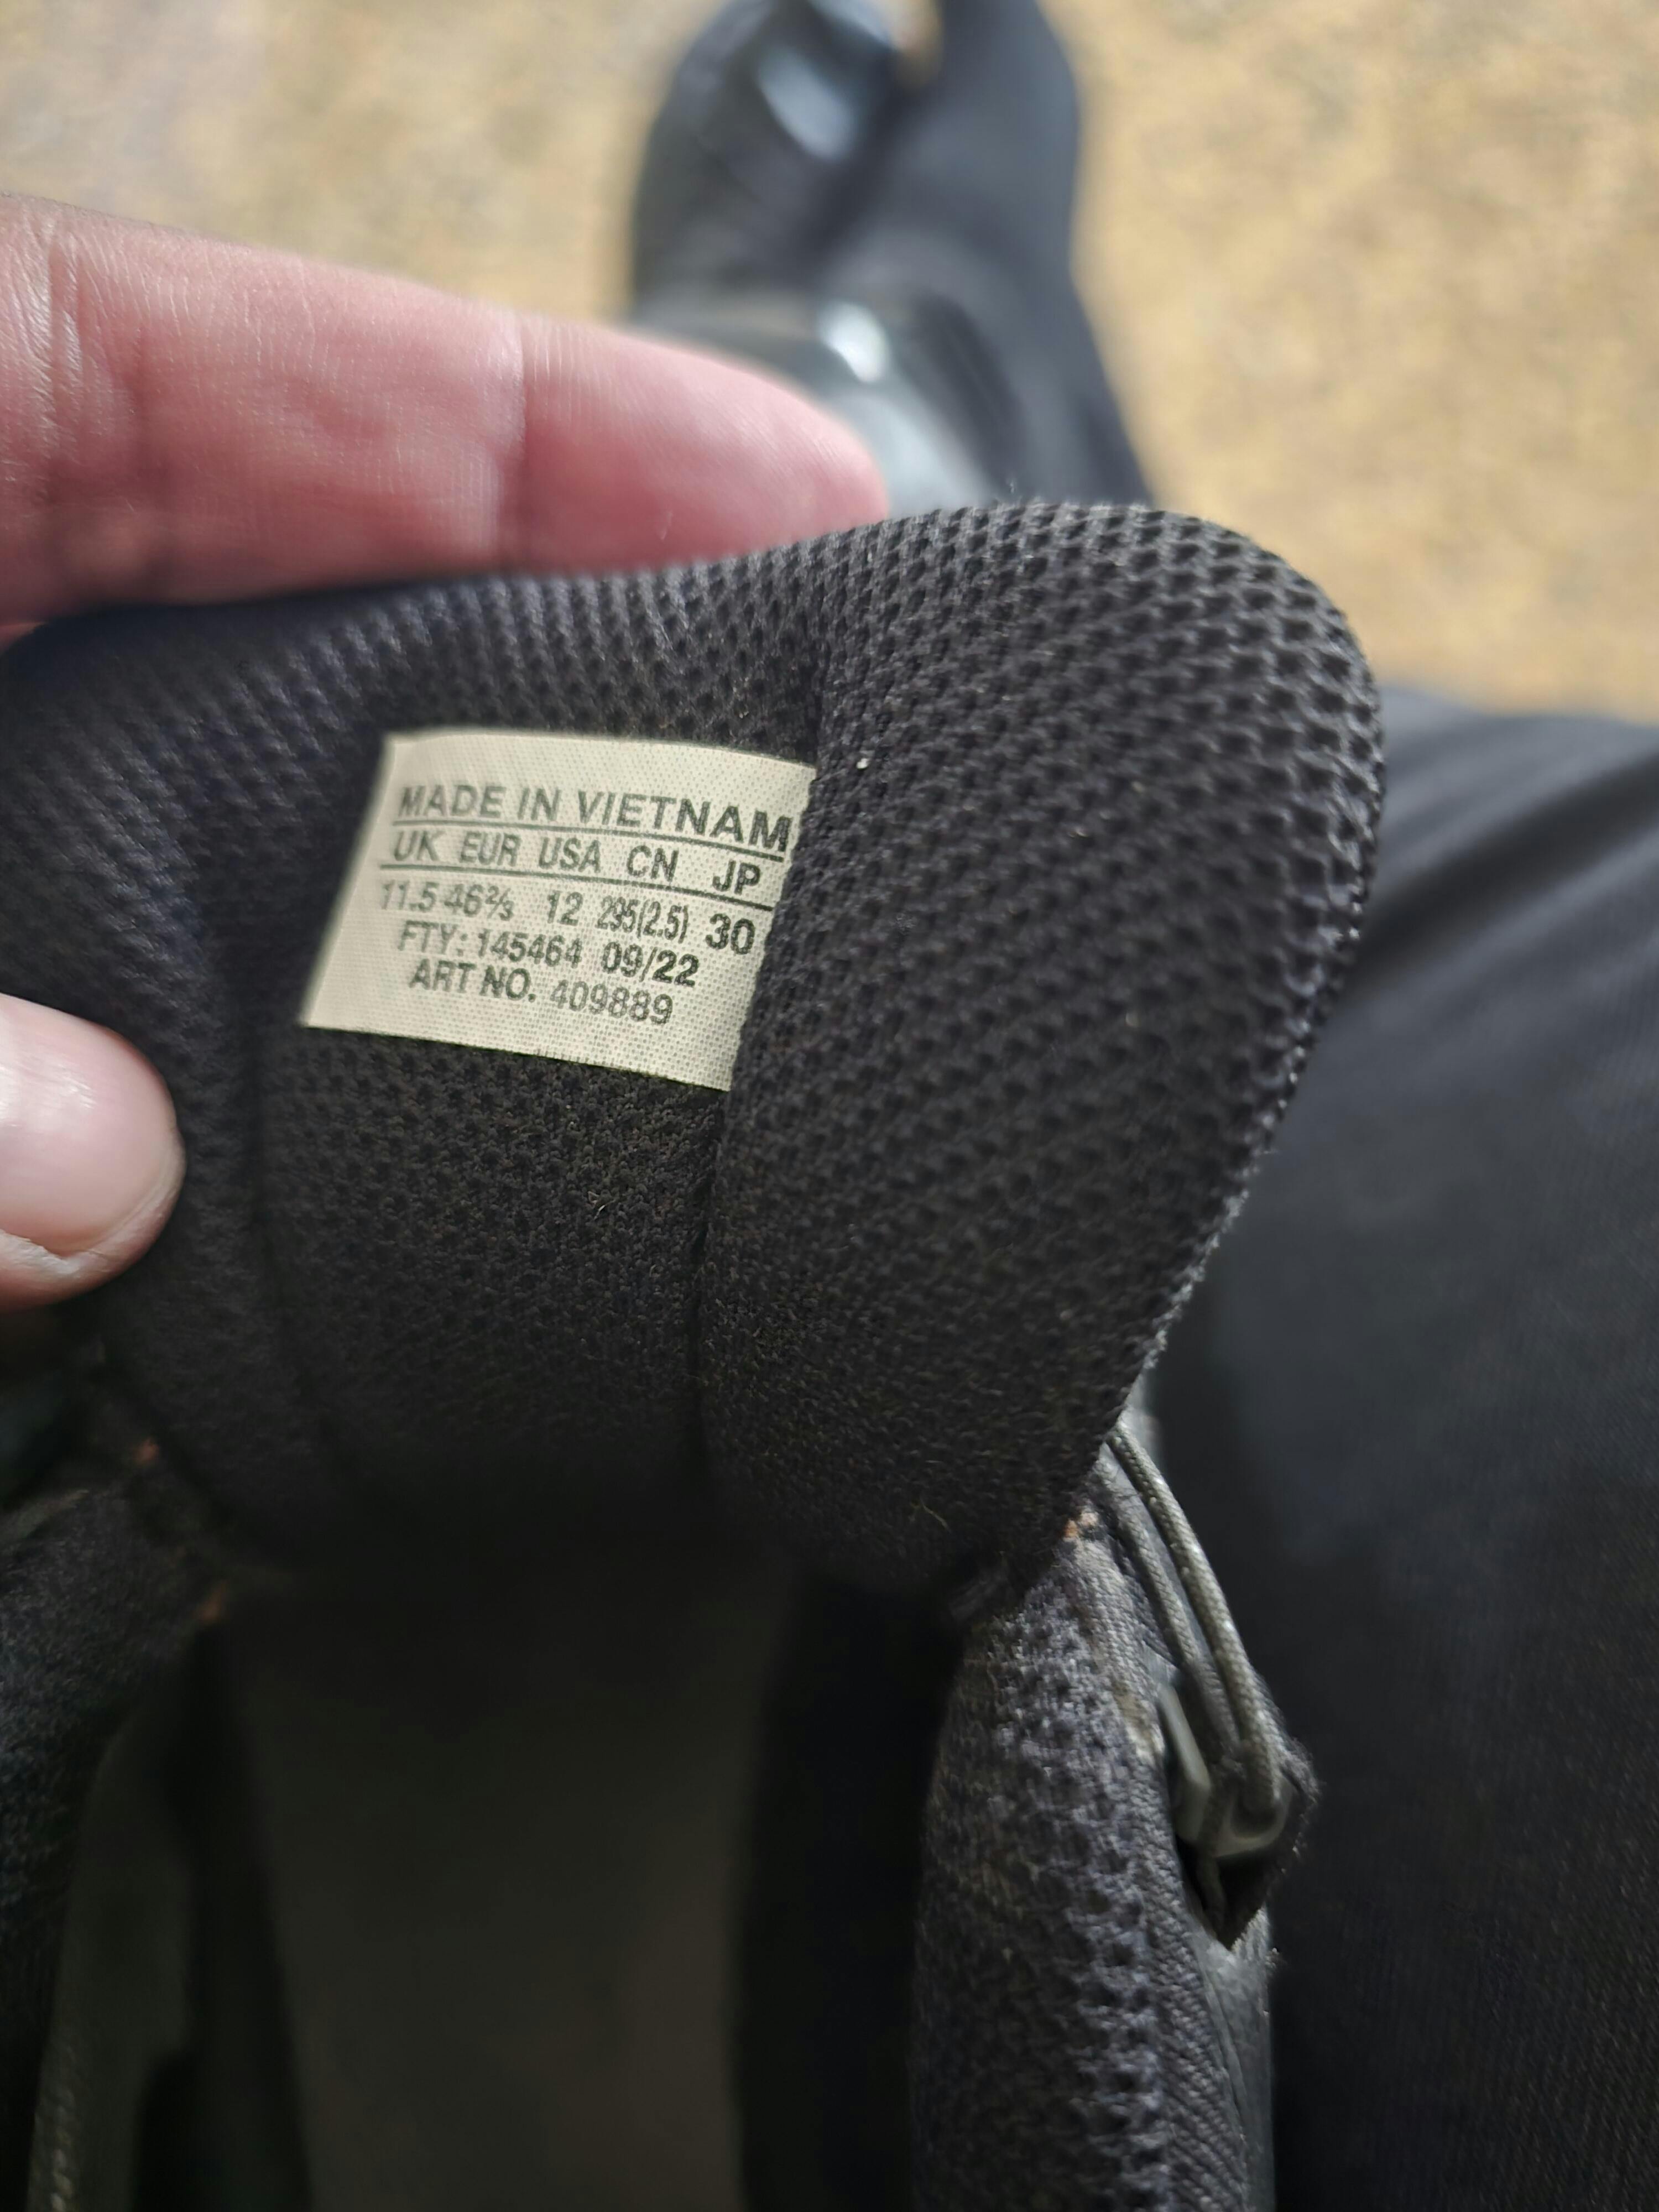 MADE IN VIETNAM
UK EUR USA CN JP
11.5 46⅔ 12 295(2.5) 30
FTY: 145464 09/22
ART NO. 409889